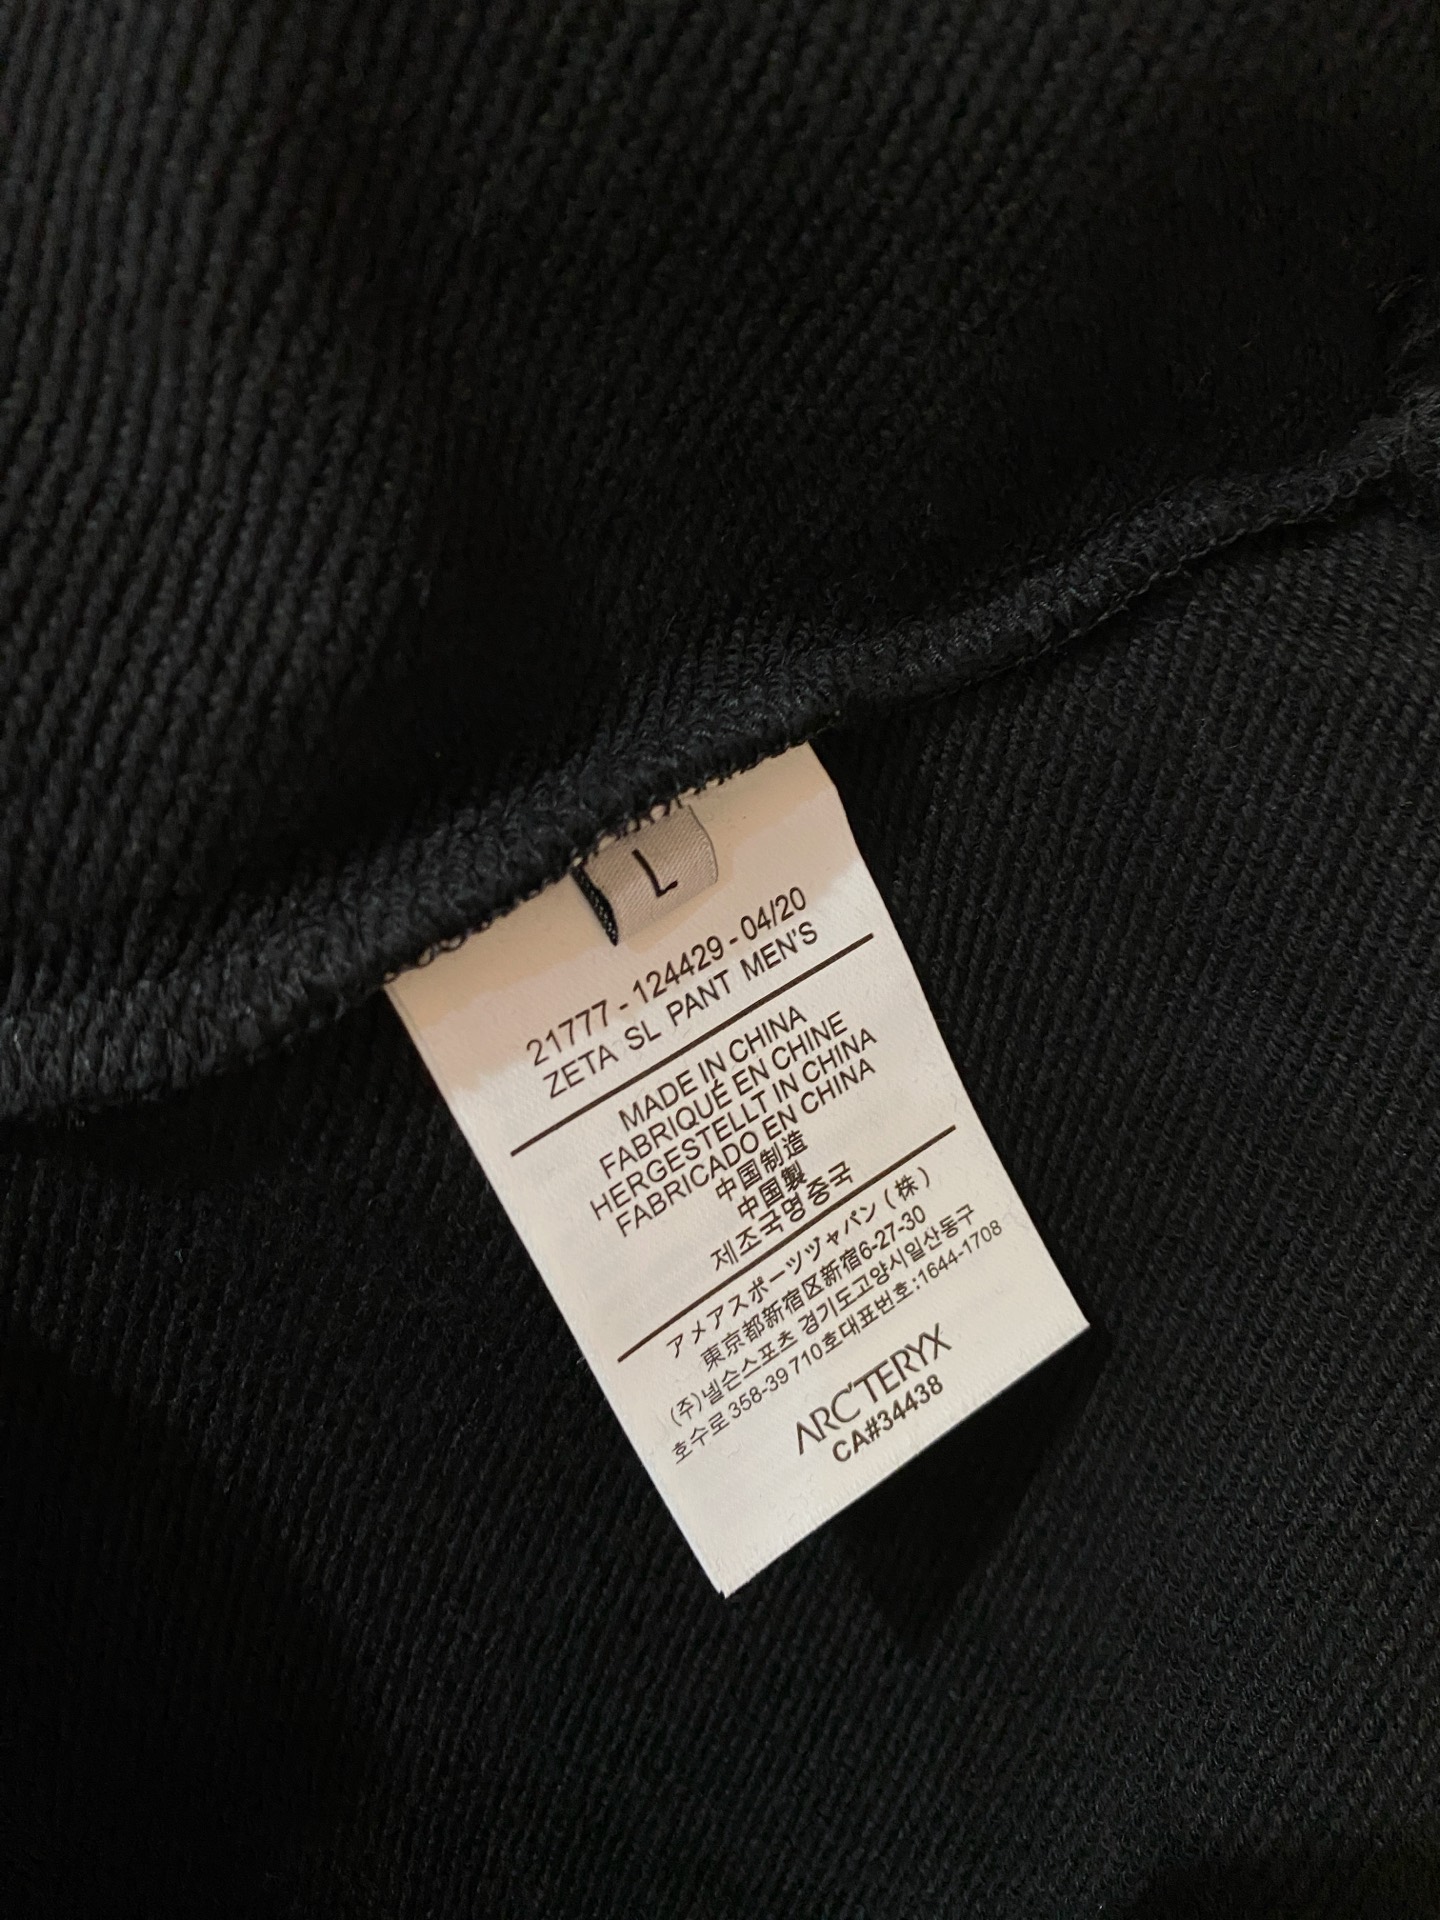 L
21777 - 124429 - 04/20
ZETA SL PANT MEN'S
MADE IN CHINA
FABRIQUÉ EN CHINE
HERGESTELLT IN CHINA
FABRICADO EN CHINA
中国制造
中国製
제조국명 중국
アメアスポーツヅャパン (株)
東京都新宿区新宿6-27-30
(주)넬슨스포츠 경기도고양시일산동구
호수로358-39 710호대표번호:1644-1708
ARC'TERYX
CA#34438